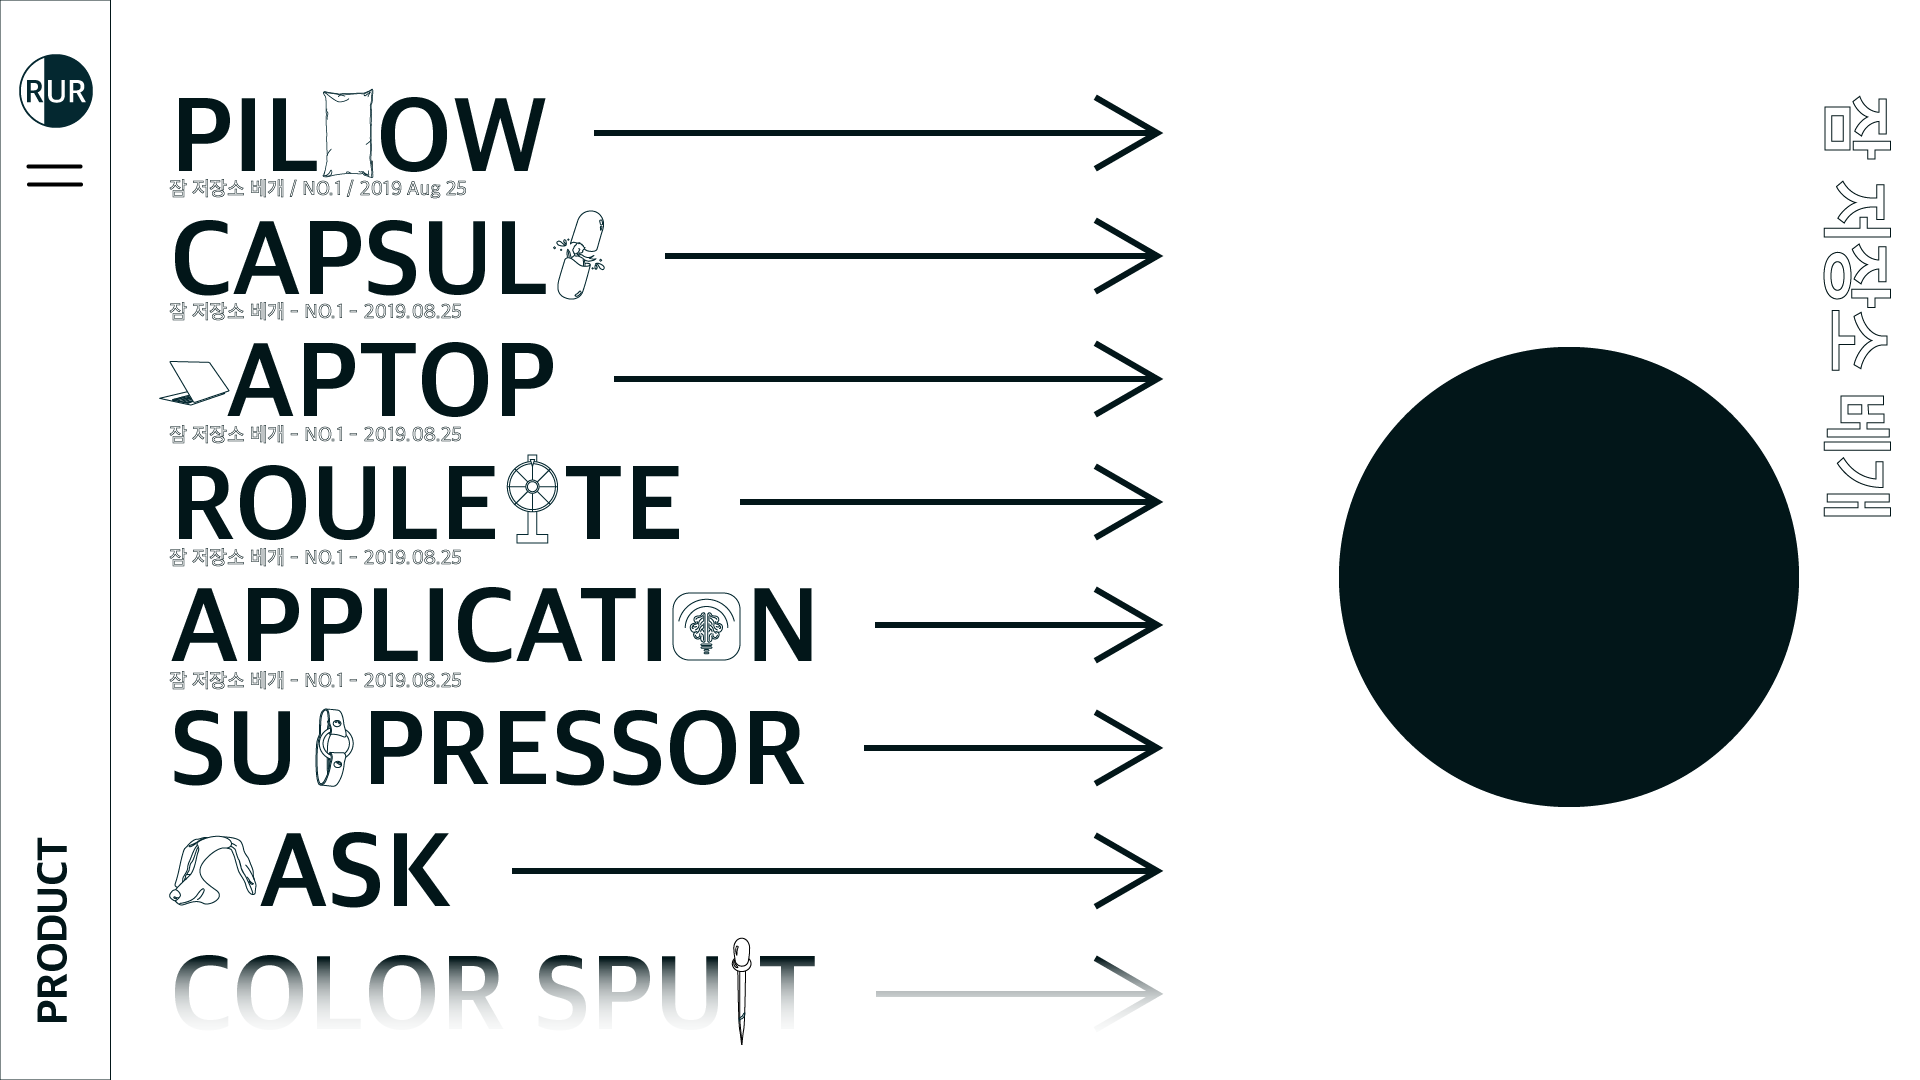 RUR
PRODUCT
PIL OW
잠 저장소 베개 / NO.1 / 2019 Aug 25
CAPSUL
잠 저장소 베개 - NO.1 - 2019.08.25
APTOP
잠 저장소 베개 - NO.1 - 2019.08.25
ROULE TE
잠 저장소 베개 - NO.1 - 2019.08.25
APPLICATI N
잠 저장소 베개 - NO.1 - 2019.08.25
SU PRESSOR
ASK
COLOR SPU T
잠 저장소 베개